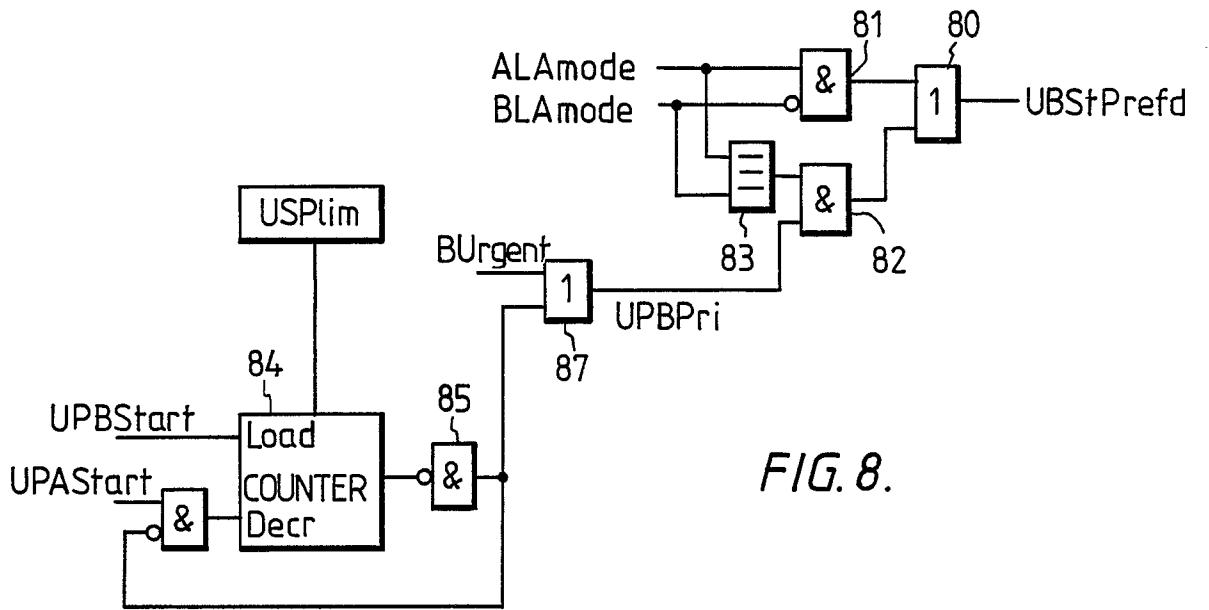 81
80
ALAmode
&
1
UBStPrefd
BLAmode
83
&
82
USPlim
BUrgent
1
UPBPri
87
84
85
UPBStart
Load
UPAStart
&
COUNTER
Decr
&
FIG. 8.